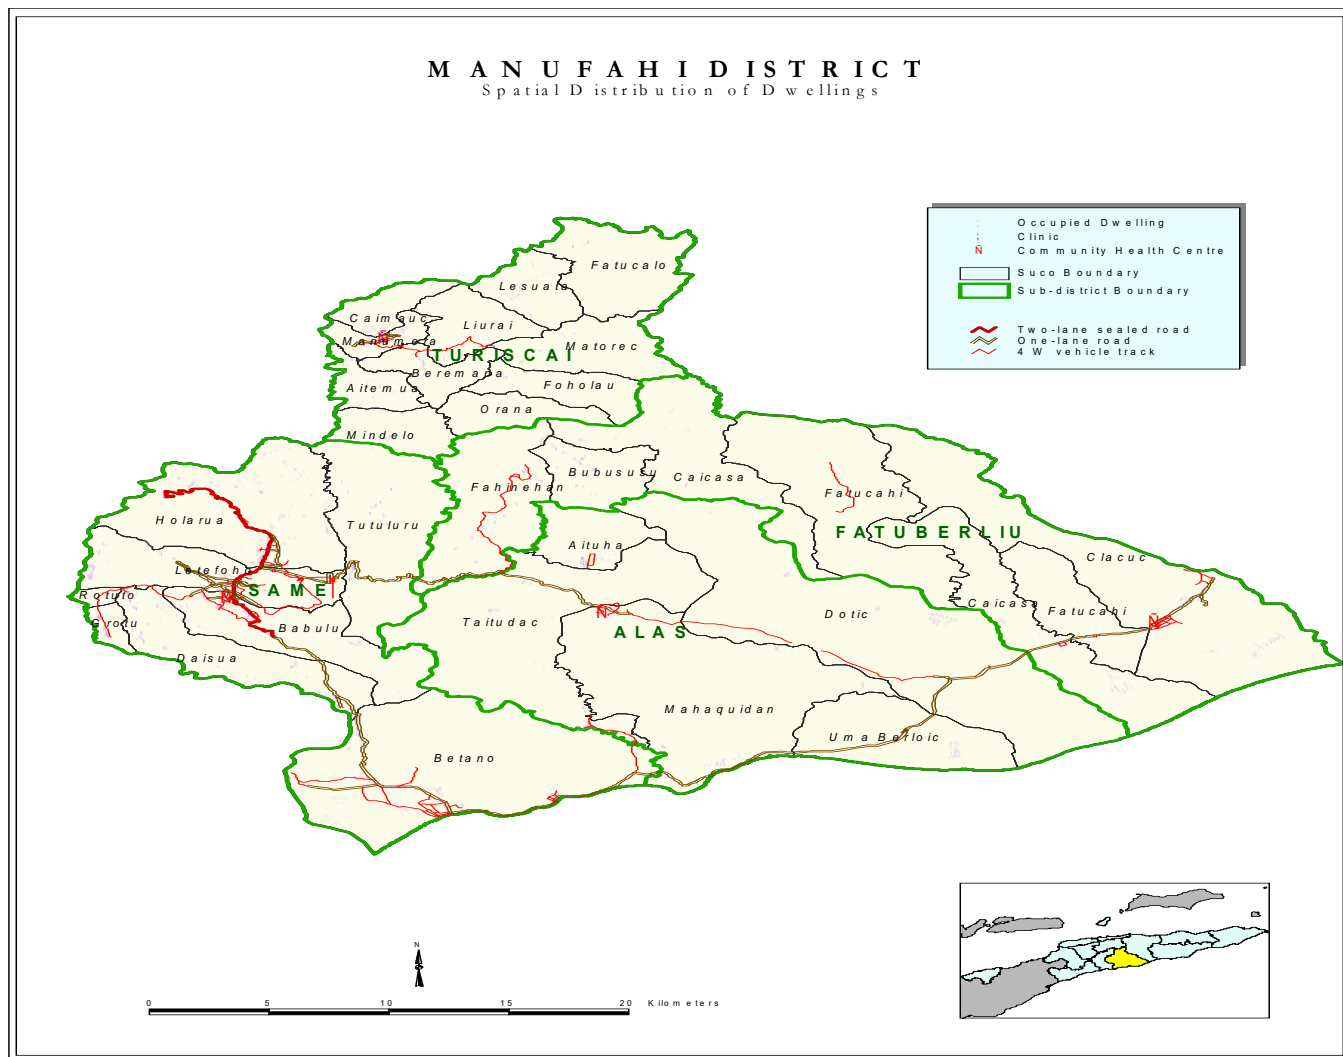 MANUFAHI DISTRICT
Spatial Distribution of Dwellings
Occupied Dwelling
Clinic
Ñ Community Health Centre
Suco Boundary
Sub-district Boundary
Two-lane sealed road
One-lane road
4 W vehicle track
Fatucalo
Lesuata
Caimauc
Liurai
Manumera
Matorec
TURISCAI
Beremana
Aitemua
Foholau
Orana
Mindelo
Bubususu
Caicasa
Fahinehan
Fatucahi
Holarua
Tutuluru
FATUBERLIU
Aituha
Clacuc
Letefoho
SAME
Rotuto
Caicasa
Fatucahi
Grotu
Babulu
Taitudac
ALAS
Dotic
Daisua
Mahaquidan
Uma Berloic
Betano
N
0 5 10 15 20 Kilometers